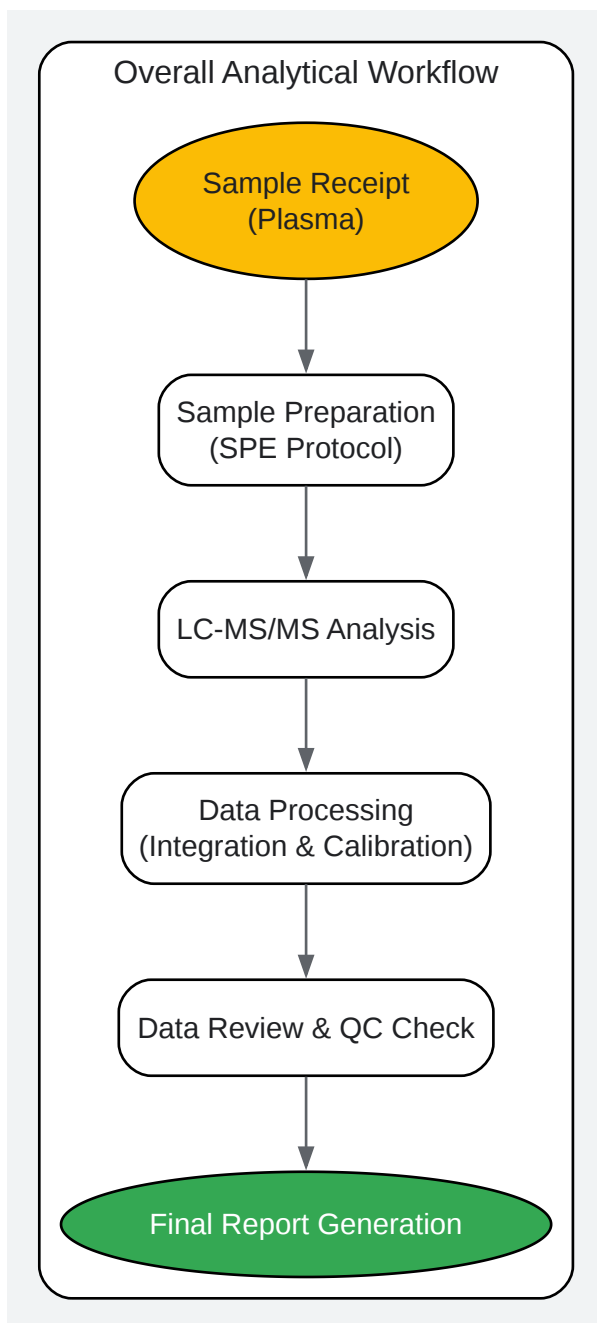 Overall Analytical Workflow
Sample Receipt
(Plasma)
Sample Preparation
(SPE Protocol)
LC-MS/MS Analysis
Data Processing
(Integration & Calibration)
Data Review & QC Check
Final Report Generation